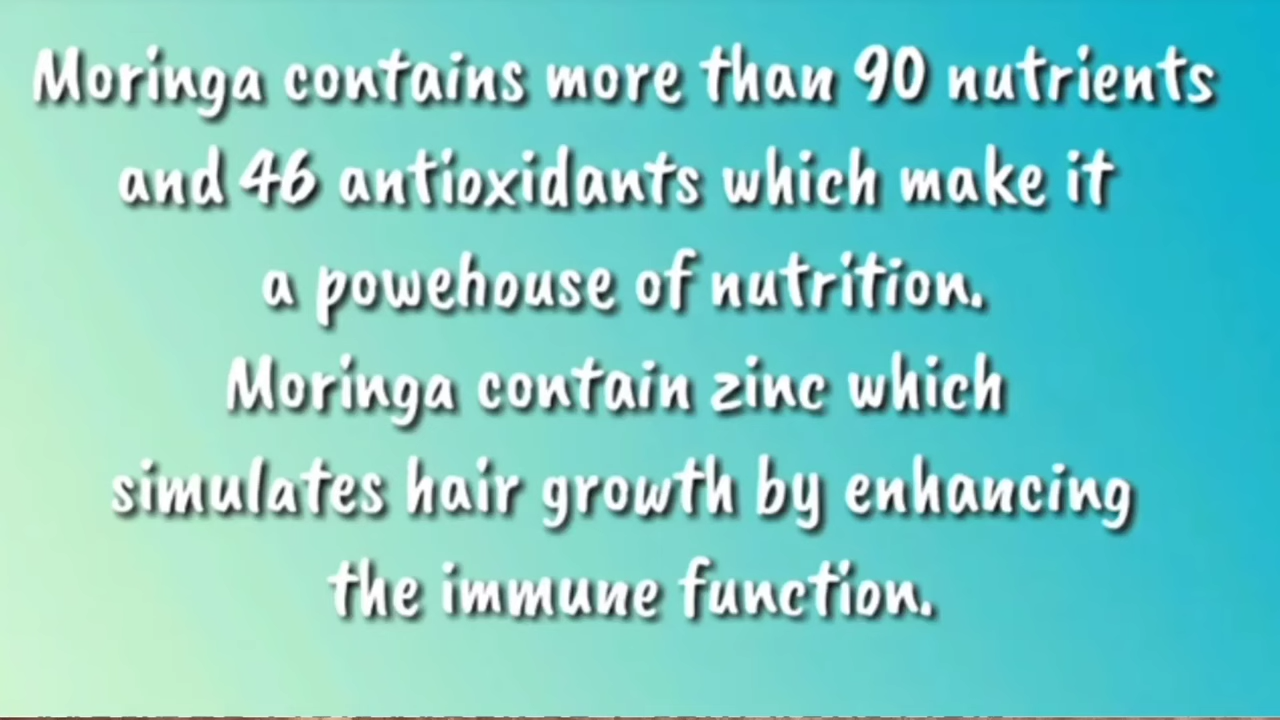 Moringa contains more than 90 nutrients
and 46 antioxidants which make it
a powehouse of nutrition.
Moringa contain zinc which
simulates hair growth by enhancing
the immune function.